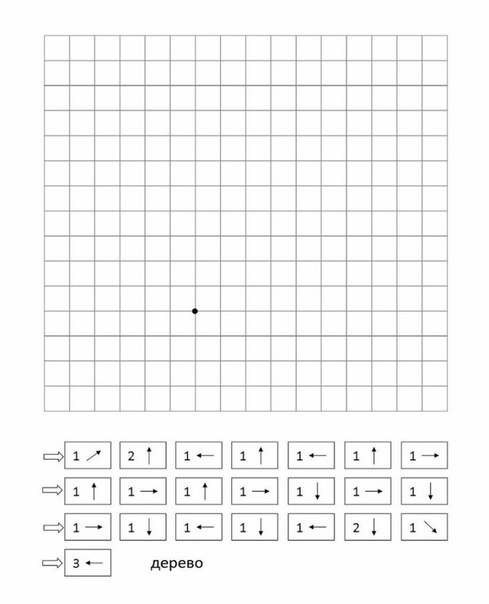 1 ↗ 2 ↑ 1 ← 1 ↑ 1 ← 1 ↑ 1 →
1 ↑ 1 → 1 ↑ 1 → 1 ↓ 1 → 1 ↓
1 → 1 ↓ 1 ← 1 ↓ 1 ← 2 ↓ 1 ↘
3 ← дерево